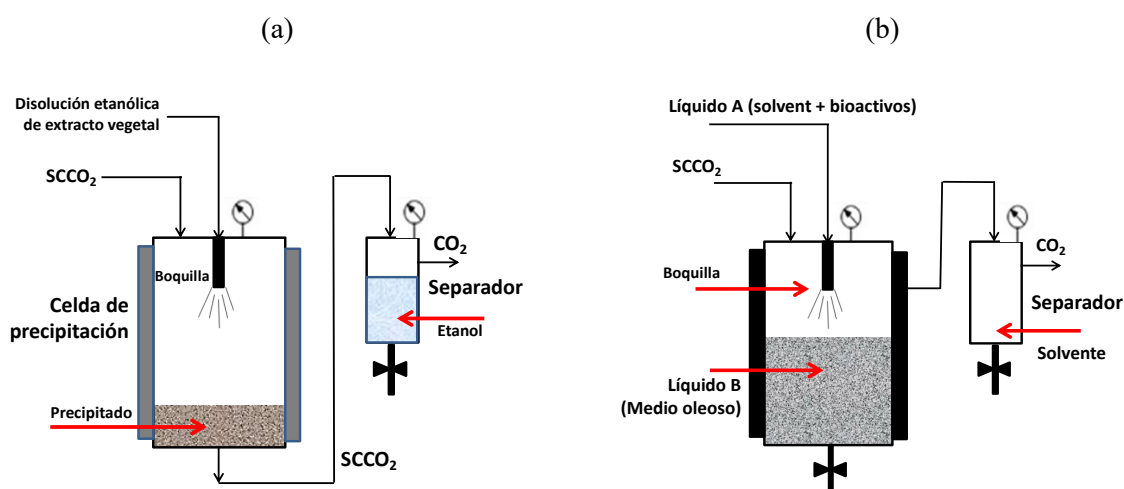 (a)
Disolución etanólica
de extracto vegetal
SCCO₂
Boquilla
Celda de
precipitación
Precipitado
SCCO₂
CO₂
Separador
Etanol
(b)
Líquido A (solvent + bioactivos)
SCCO₂
Boquilla
Líquido B
(Medio oleoso)
CO₂
Separador
Solvente